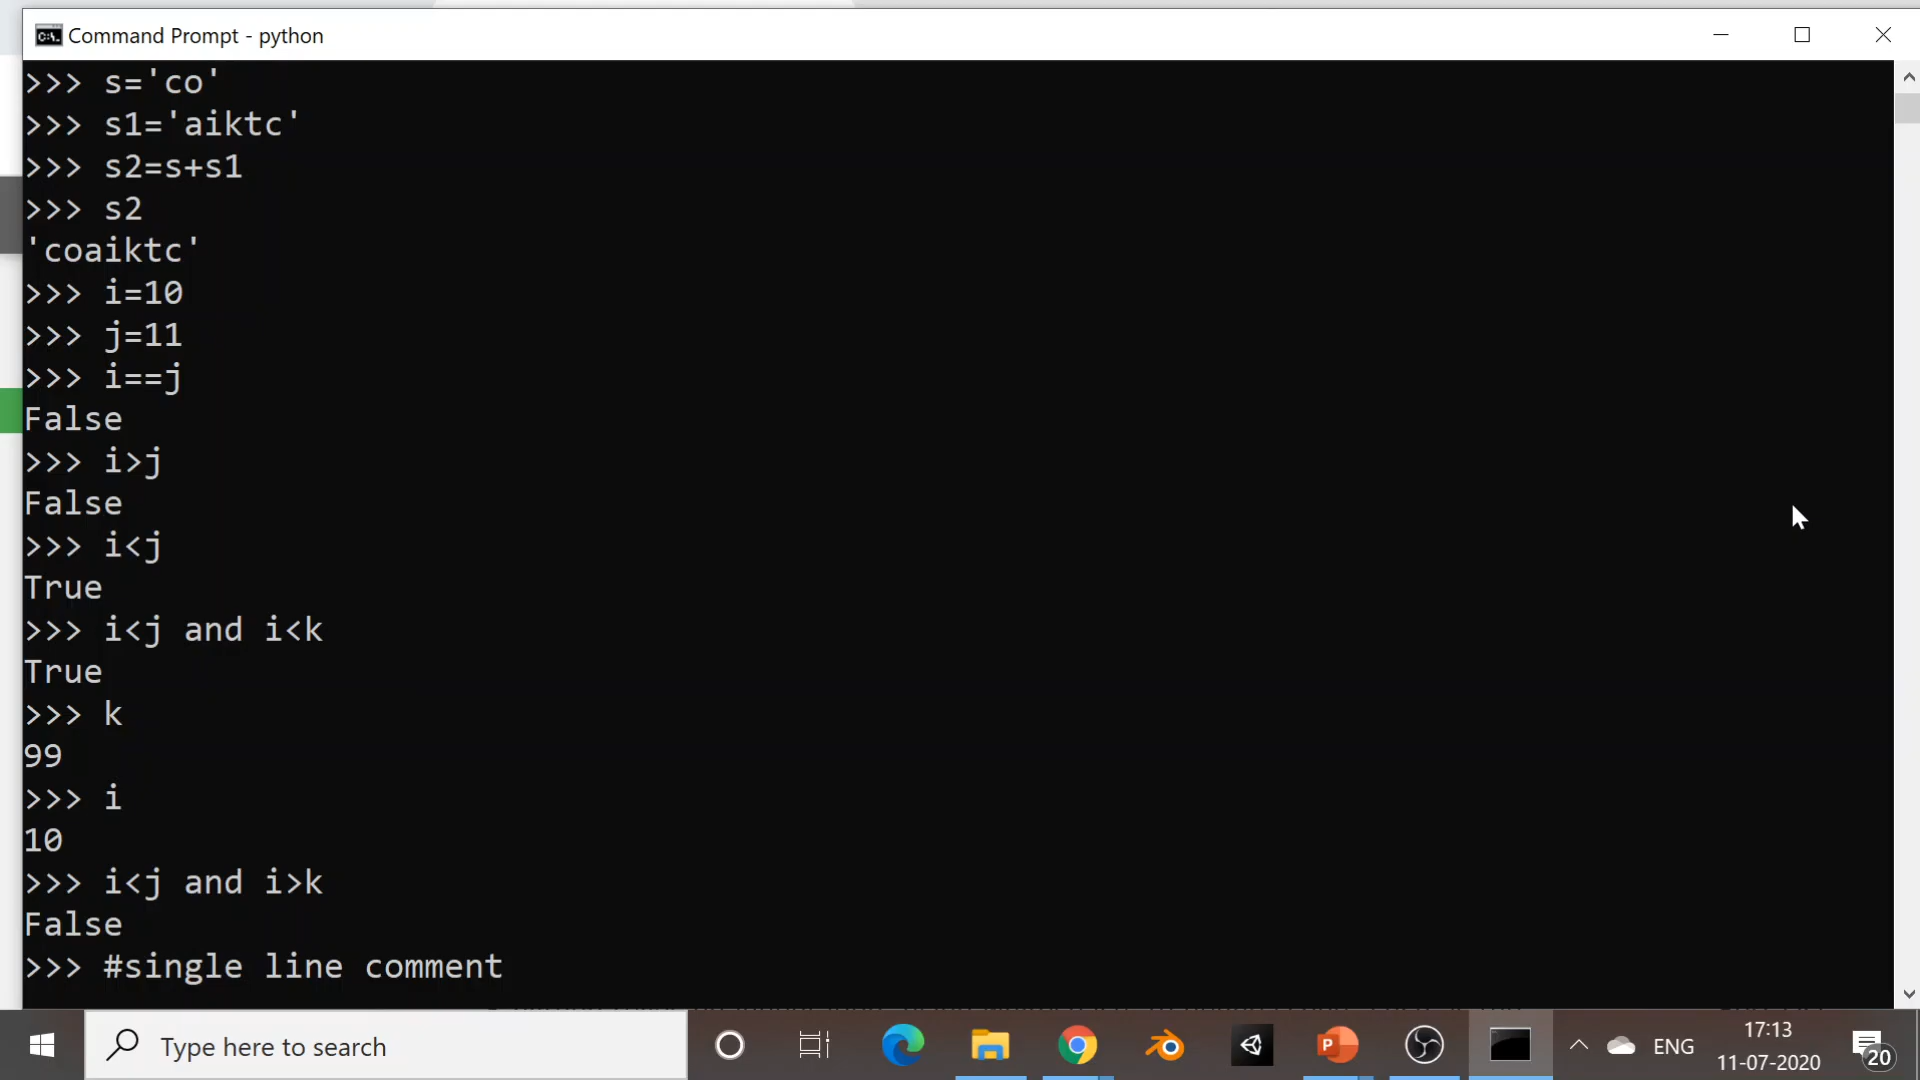 Command Prompt - python
>>> s='co'
>>> s1='aiktc'
>>> s2=s+s1
>>> s2
'coaiktc'
>>> i=10
>>> j=11
>>> i==j
False
>>> i>j
False
>>> i<j
True
>>> i<j and i<k
True
>>> k
99
>>> i
10
>>> i<j and i>k
False
>>> #single line comment
Type here to search
ENG
17:13
11-07-2020
20